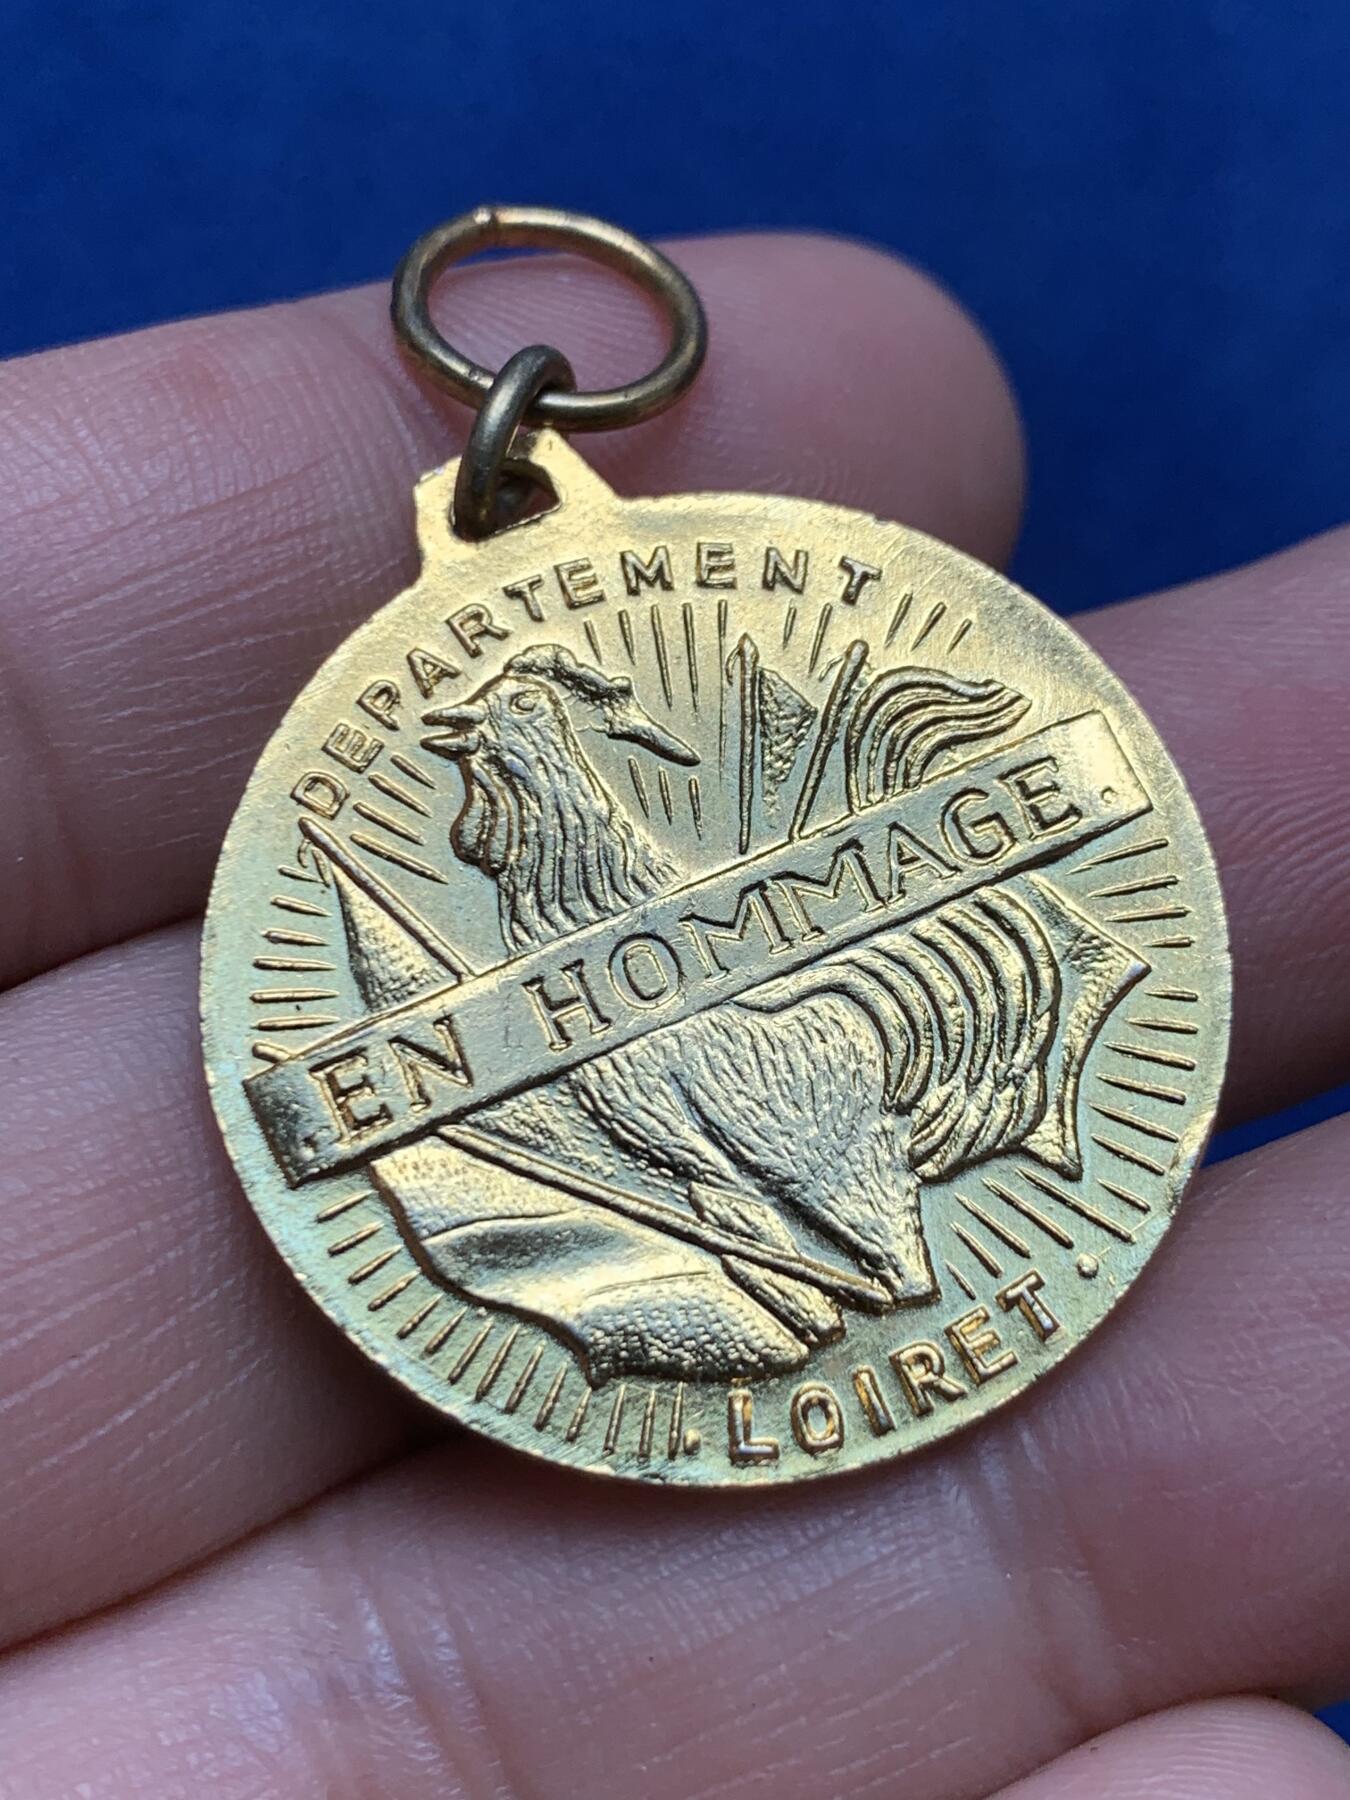 DEPARTEMENT
. EN HOMMAGE .
. LOIRET .